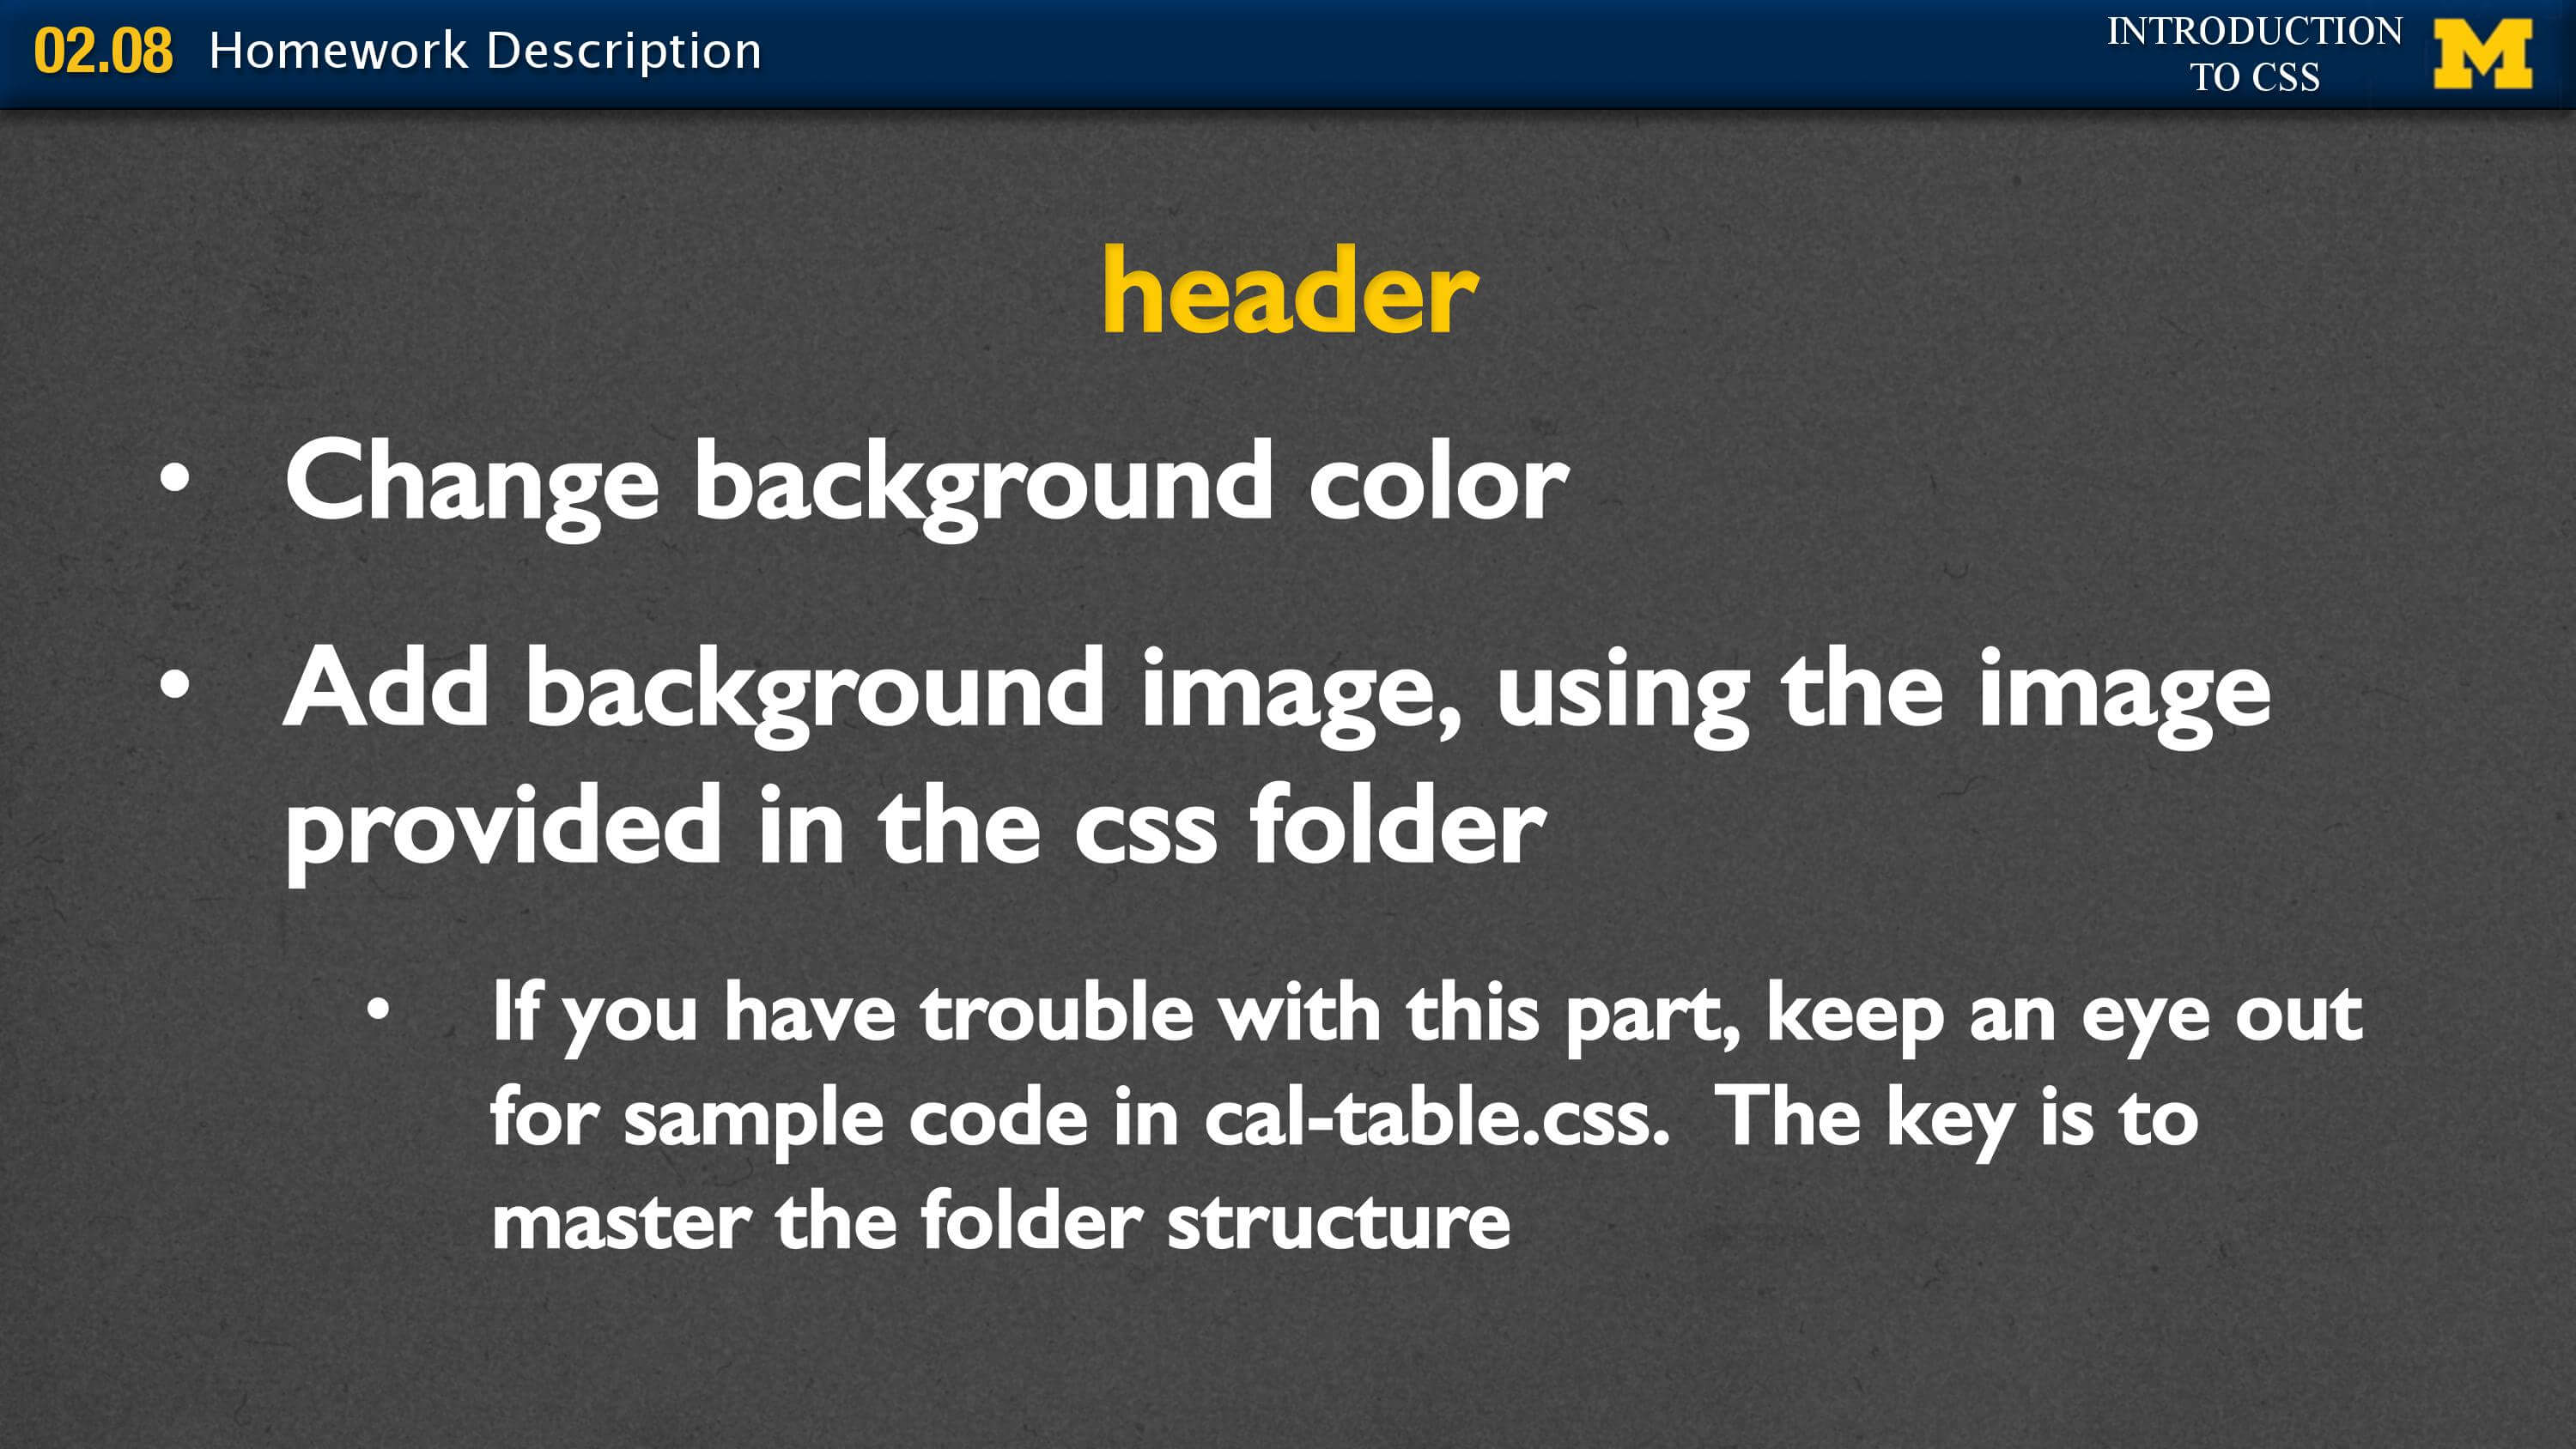 02.08 Homework Description
INTRODUCTION
TO CSS
M
header
• Change background color
• Add background image, using the image
provided in the css folder
• If you have trouble with this part, keep an eye out
for sample code in cal-table.css.  The key is to
master the folder structure